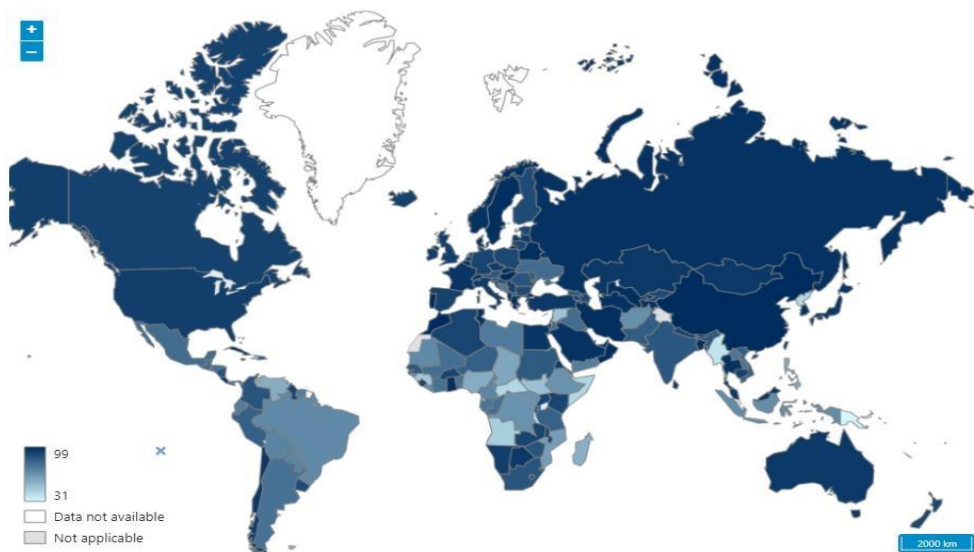 +
−
99
31
Data not available
Not applicable
2000 km